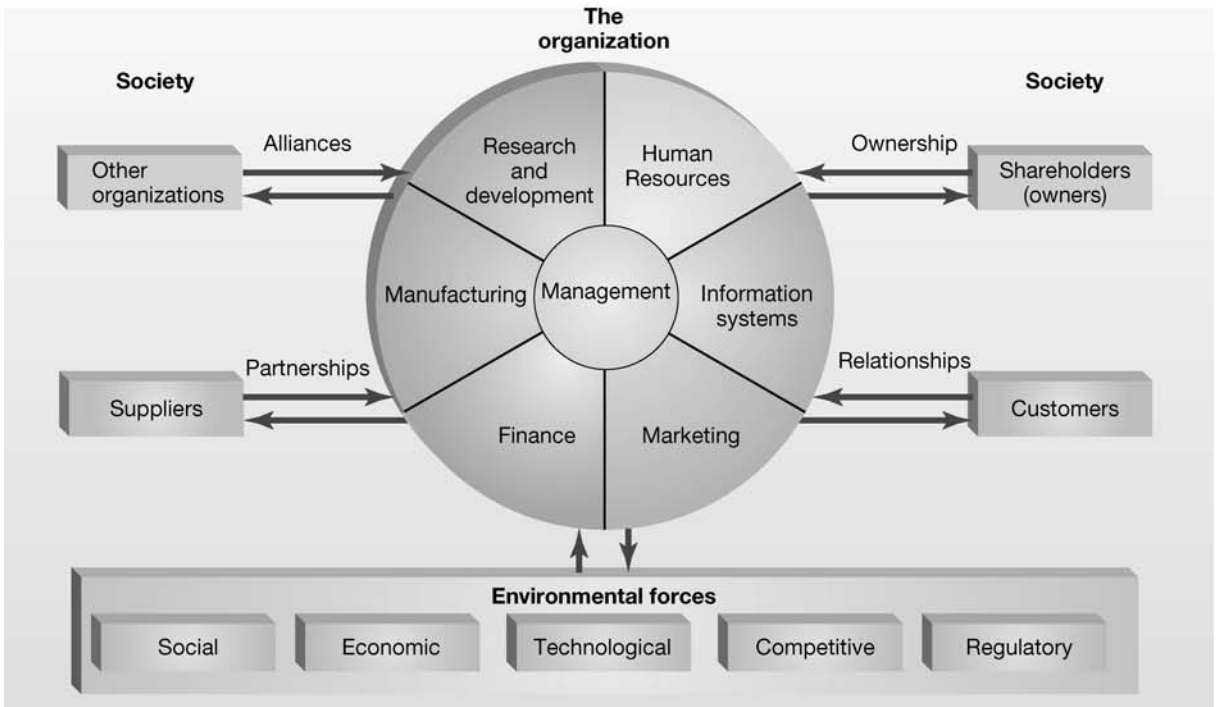 The
organization
Society
Society
Alliances
Other
organizations
Research
and
development
Human
Resources
Ownership
Shareholders
(owners)
Manufacturing
Management
Information
systems
Partnerships
Suppliers
Relationships
Customers
Finance
Marketing
Environmental forces
Social
Economic
Technological
Competitive
Regulatory